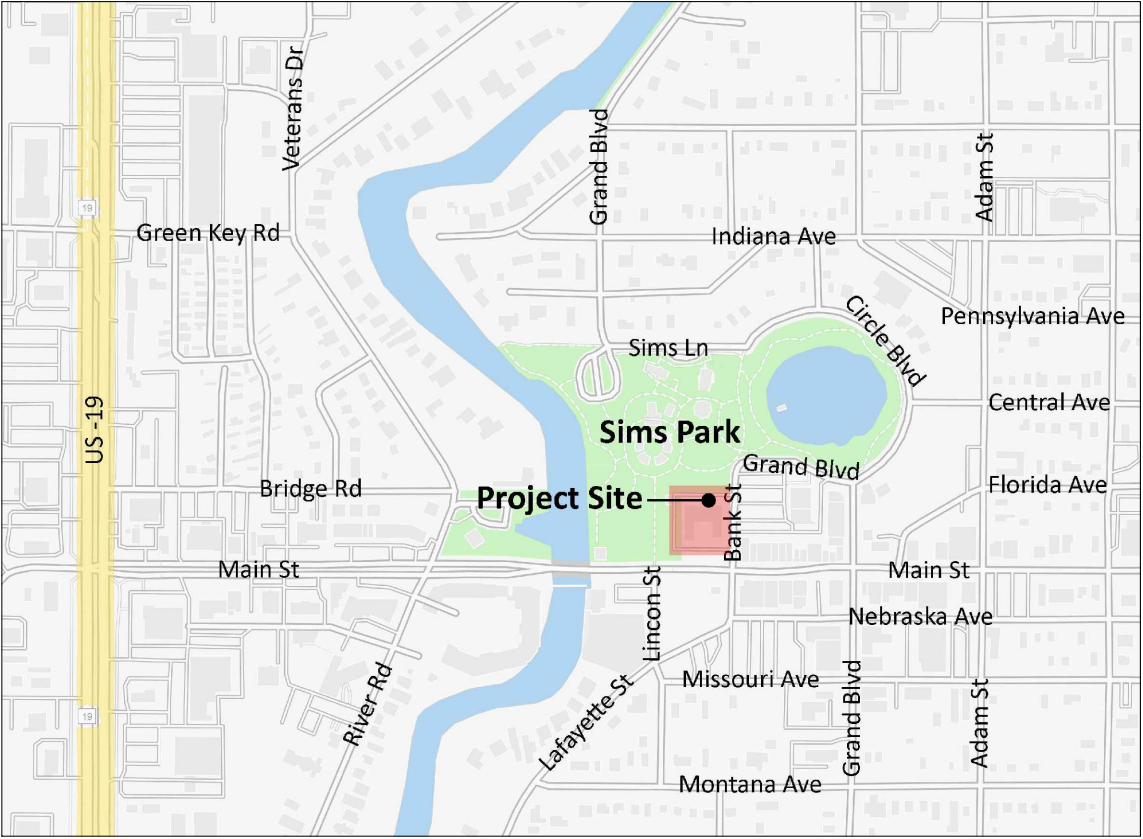 Veterans Dr
Grand Blvd
Adam St
19
Green Key Rd
Indiana Ave
Circle Blvd
Pennsylvania Ave
Sims Ln
US -19
Central Ave
Sims Park
Grand Blvd
Bridge Rd
Project Site
Bank St
Florida Ave
Main St
Main St
Lincon St
Nebraska Ave
River Rd
Lafayette St
Missouri Ave
Grand Blvd
Adam St
19
Montana Ave